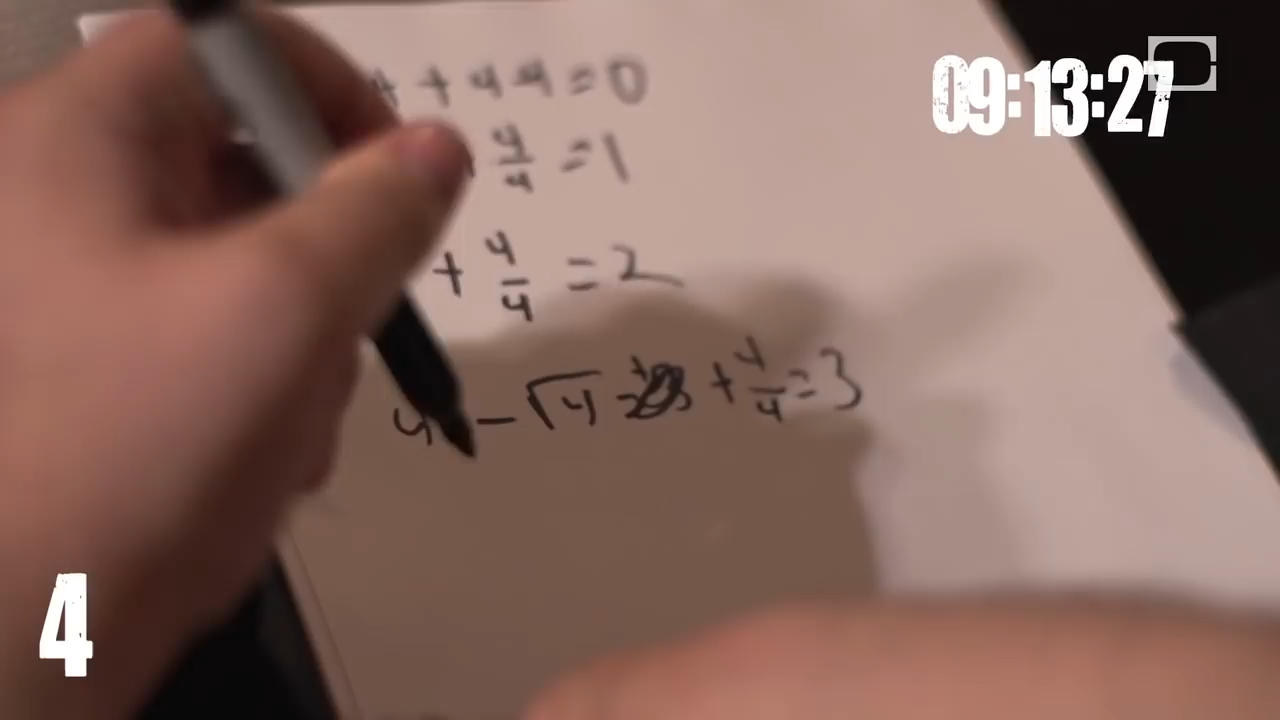 09:13:27
+ 44 = 0
4/4 = 1
+ 4/4 = 2
4 - √4 + 4/4 = 3
4